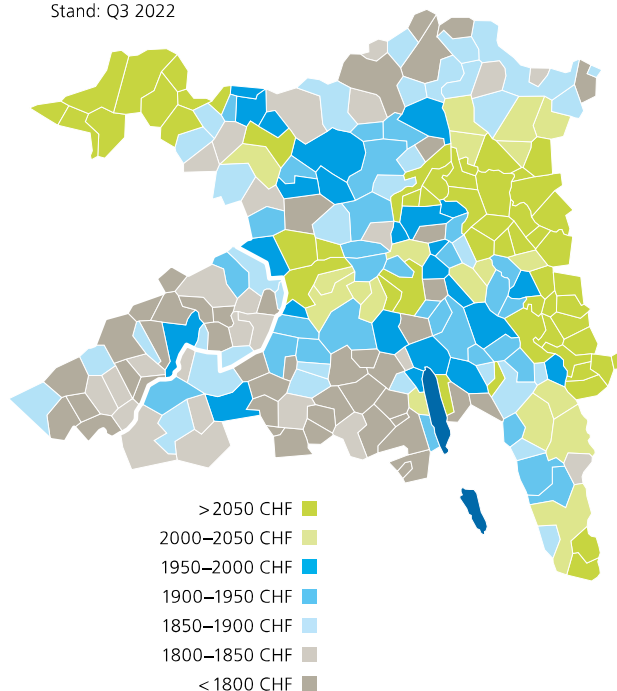 Stand: Q3 2022
> 2050 CHF
2000–2050 CHF
1950–2000 CHF
1900–1950 CHF
1850–1900 CHF
1800–1850 CHF
< 1800 CHF